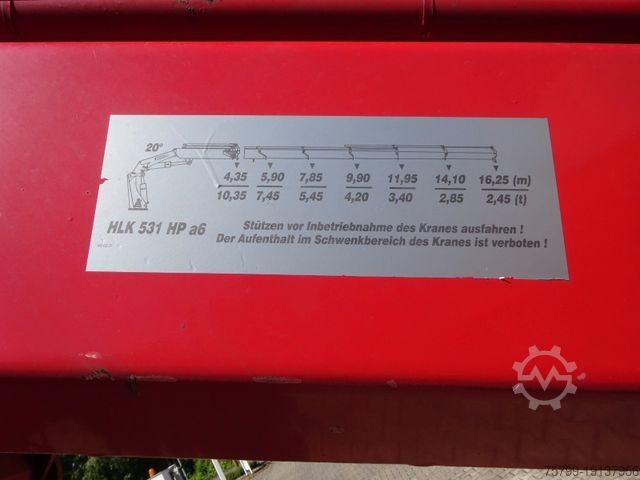 20°
4,35 5,90 7,85 9,90 11,95 14,10 16,25 (m)
10,35 7,45 5,45 4,20 3,40 2,85 2,45 (t)
HLK 531 HP a6
Stützen vor Inbetriebnahme des Kranes ausfahren !
Der Aufenthalt im Schwenkbereich des Kranes ist verboten !